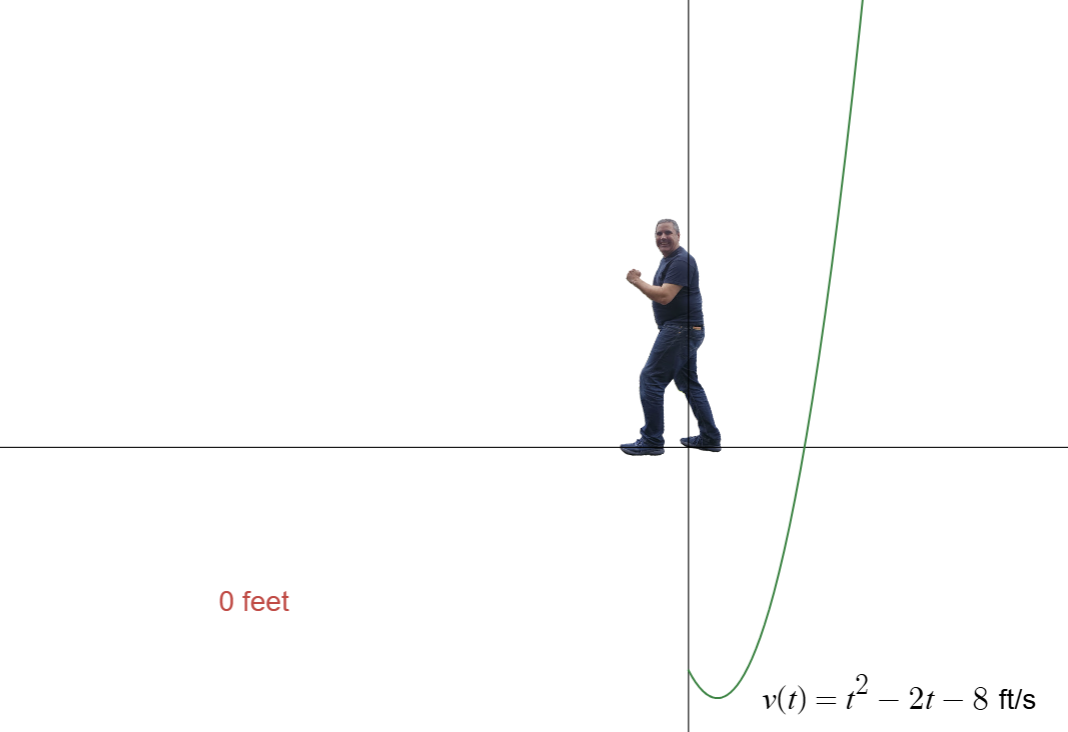 0 feet
v(t) = t² − 2t − 8 ft/s